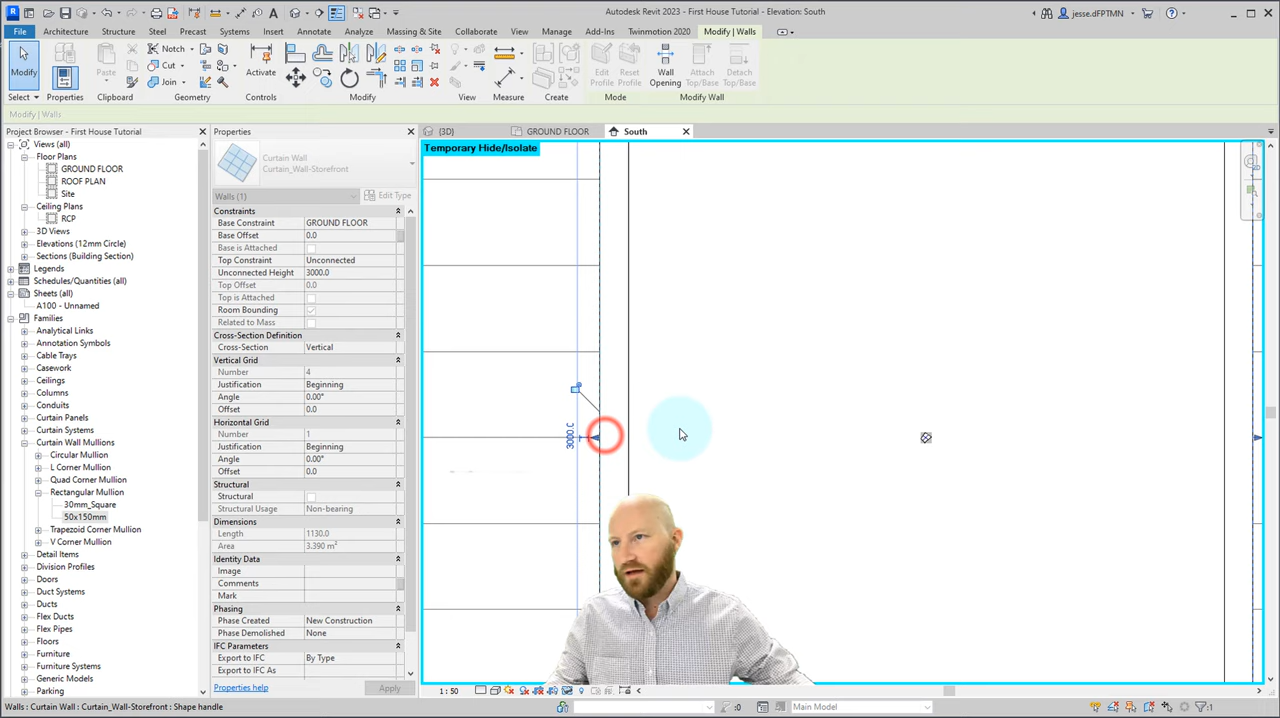 Autodesk Revit 2023 - First House Tutorial - Elevation: South
jesse.dFPTMN
File Architecture Structure Steel Precast Systems Insert Annotate Analyze Massing & Site Collaborate View Manage Add-Ins Twinmotion 2020 Modify | Walls
Modify
Paste
Notch
Cut
Join
Activate
Edit Profile
Reset Profile
Wall Opening
Attach Top/Base
Detach Top/Base
Select Properties Clipboard Geometry Controls Modify View Measure Create Mode Modify Wall
Modify | Walls
Project Browser - First House Tutorial
Views (all)
Floor Plans
GROUND FLOOR
ROOF PLAN
Site
Ceiling Plans
RCP
3D Views
Elevations (12mm Circle)
Sections (Building Section)
Legends
Schedules/Quantities (all)
Sheets (all)
A100 - Unnamed
Families
Analytical Links
Annotation Symbols
Cable Trays
Casework
Ceilings
Columns
Conduits
Curtain Panels
Curtain Systems
Curtain Wall Mullions
Circular Mullion
L Corner Mullion
Quad Corner Mullion
Rectangular Mullion
30mm_Square
50x150mm
Trapezoid Corner Mullion
V Corner Mullion
Detail Items
Division Profiles
Doors
Duct Systems
Ducts
Flex Ducts
Flex Pipes
Floors
Furniture
Furniture Systems
Generic Models
Mass
Parking
Properties
Curtain Wall
Curtain_Wall-Storefront
Walls (1) Edit Type
Constraints
Base Constraint GROUND FLOOR
Base Offset 0.0
Base is Attached
Top Constraint Unconnected
Unconnected Height 3000.0
Top Offset 0.0
Top is Attached
Room Bounding
Related to Mass
Cross-Section Definition
Cross-Section Vertical
Vertical Grid
Number 4
Justification Beginning
Angle 0.00°
Offset 0.0
Horizontal Grid
Number 1
Justification Beginning
Angle 0.00°
Offset 0.0
Structural
Structural
Structural Usage Non-bearing
Dimensions
Length 1130.0
Area 3.390 m²
Identity Data
Image
Comments
Mark
Phasing
Phase Created New Construction
Phase Demolished None
IFC Parameters
Export to IFC By Type
Export to IFC As
Properties help Apply
(3D) GROUND FLOOR South
Temporary Hide/Isolate
3000.0
1 : 50
Walls : Curtain Wall : Curtain_Wall-Storefront : Shape handle
:0
Main Model
:1